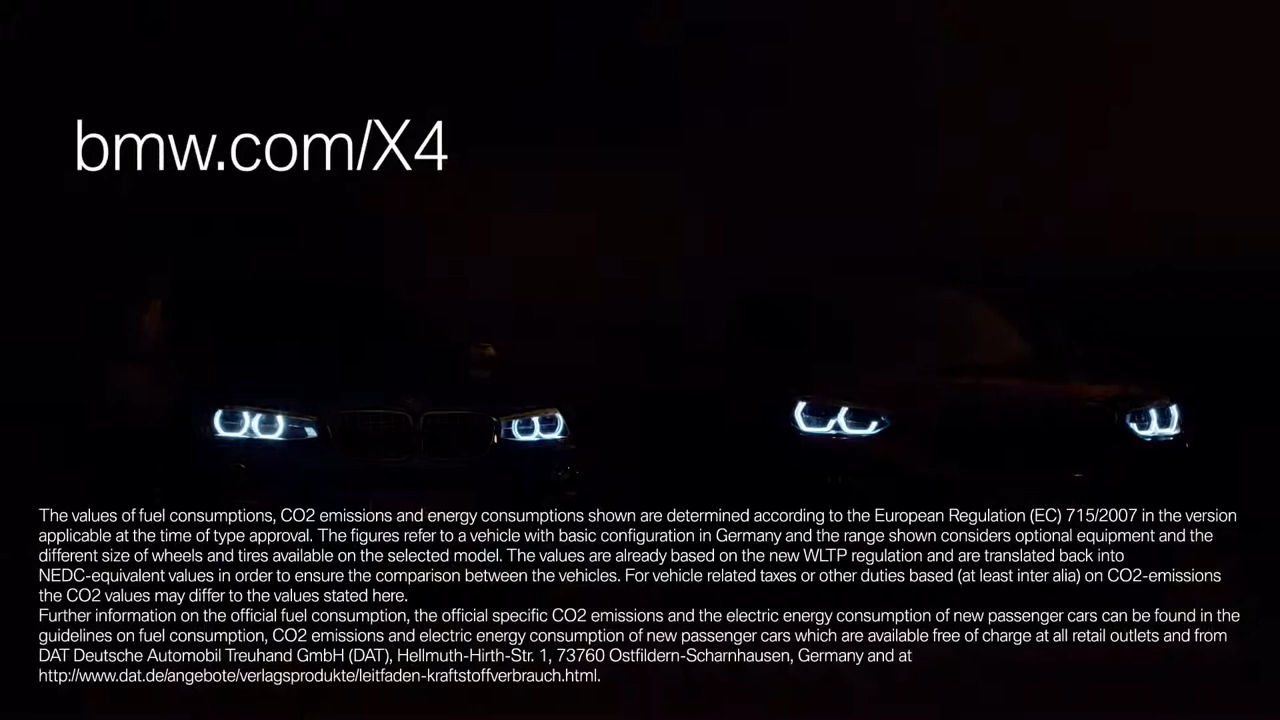 bmw.com/X4
The values of fuel consumptions, CO2 emissions and energy consumptions shown are determined according to the European Regulation (EC) 715/2007 in the version
applicable at the time of type approval. The figures refer to a vehicle with basic configuration in Germany and the range shown considers optional equipment and the
different size of wheels and tires available on the selected model. The values are already based on the new WLTP regulation and are translated back into
NEDC-equivalent values in order to ensure the comparison between the vehicles. For vehicle related taxes or other duties based (at least inter alia) on CO2-emissions
the CO2 values may differ to the values stated here.
Further information on the official fuel consumption, the official specific CO2 emissions and the electric energy consumption of new passenger cars can be found in the
guidelines on fuel consumption, CO2 emissions and electric energy consumption of new passenger cars which are available free of charge at all retail outlets and from
DAT Deutsche Automobil Treuhand GmbH (DAT), Hellmuth-Hirth-Str. 1, 73760 Ostfildern-Scharnhausen, Germany and at
http://www.dat.de/angebote/verlagsprodukte/leitfaden-kraftstoffverbrauch.html.